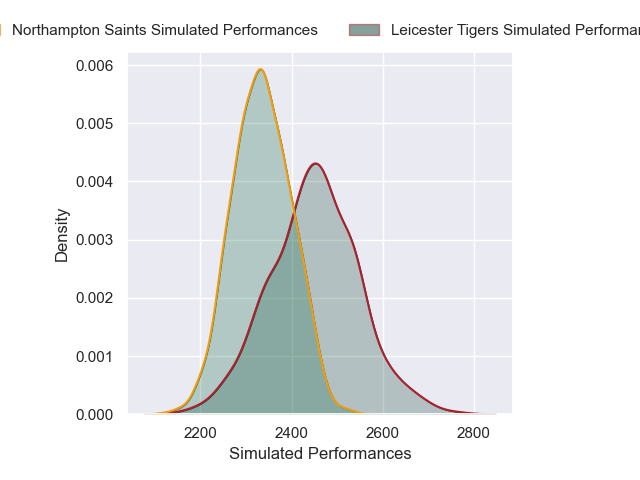 Northampton Saints Simulated Performances
Leicester Tigers Simulated
0.006
0.005
0.004
0.003
0.002
0.001
0.000
Density
2200
2400
2600
2800
Simulated Performances